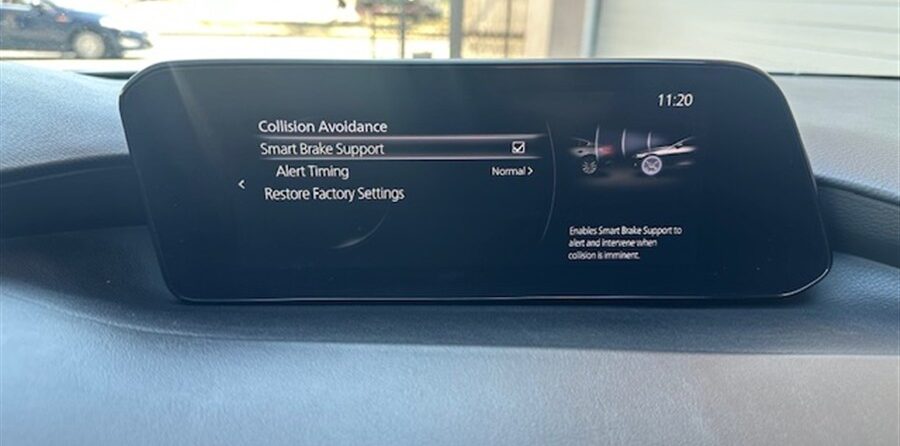 11:20
Collision Avoidance
Smart Brake Support
Alert Timing Normal
Restore Factory Settings
Enables Smart Brake Support to
alert and intervene when
collision is imminent.